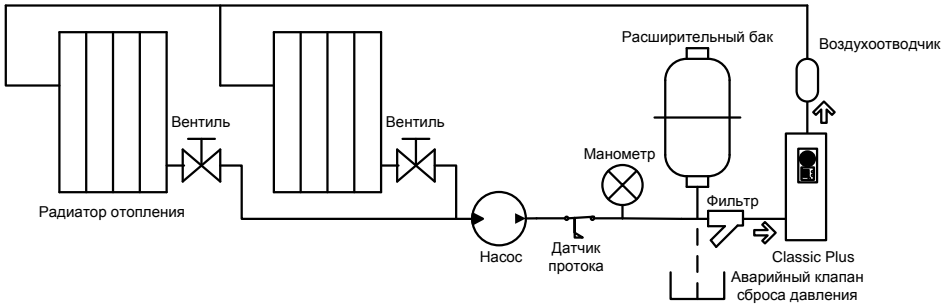 Расширительный бак
Воздухоотводчик
Вентиль
Вентиль
Манометр
Радиатор отопления
Фильтр
Насос
Датчик
протока
Classic Plus
Аварийный клапан
сброса давления